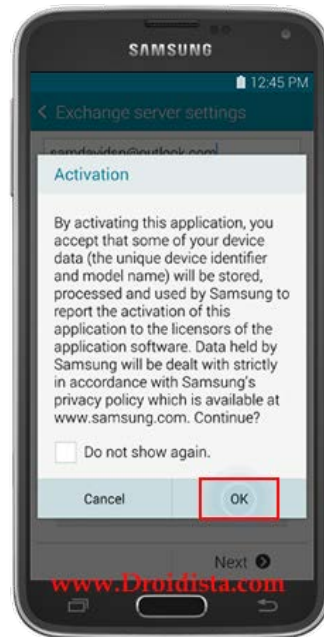 SAMSUNG
12:45 PM
< Exchange server settings
samdavidsn@outlook.com
Activation
By activating this application, you
accept that some of your device
data (the unique device identifier
and model name) will be stored,
processed and used by Samsung to
report the activation of this
application to the licensors of the
application software. Data held by
Samsung will be dealt with strictly
in accordance with Samsung's
privacy policy which is available at
www.samsung.com. Continue?
Do not show again.
Cancel OK
Next
www.Droidista.com